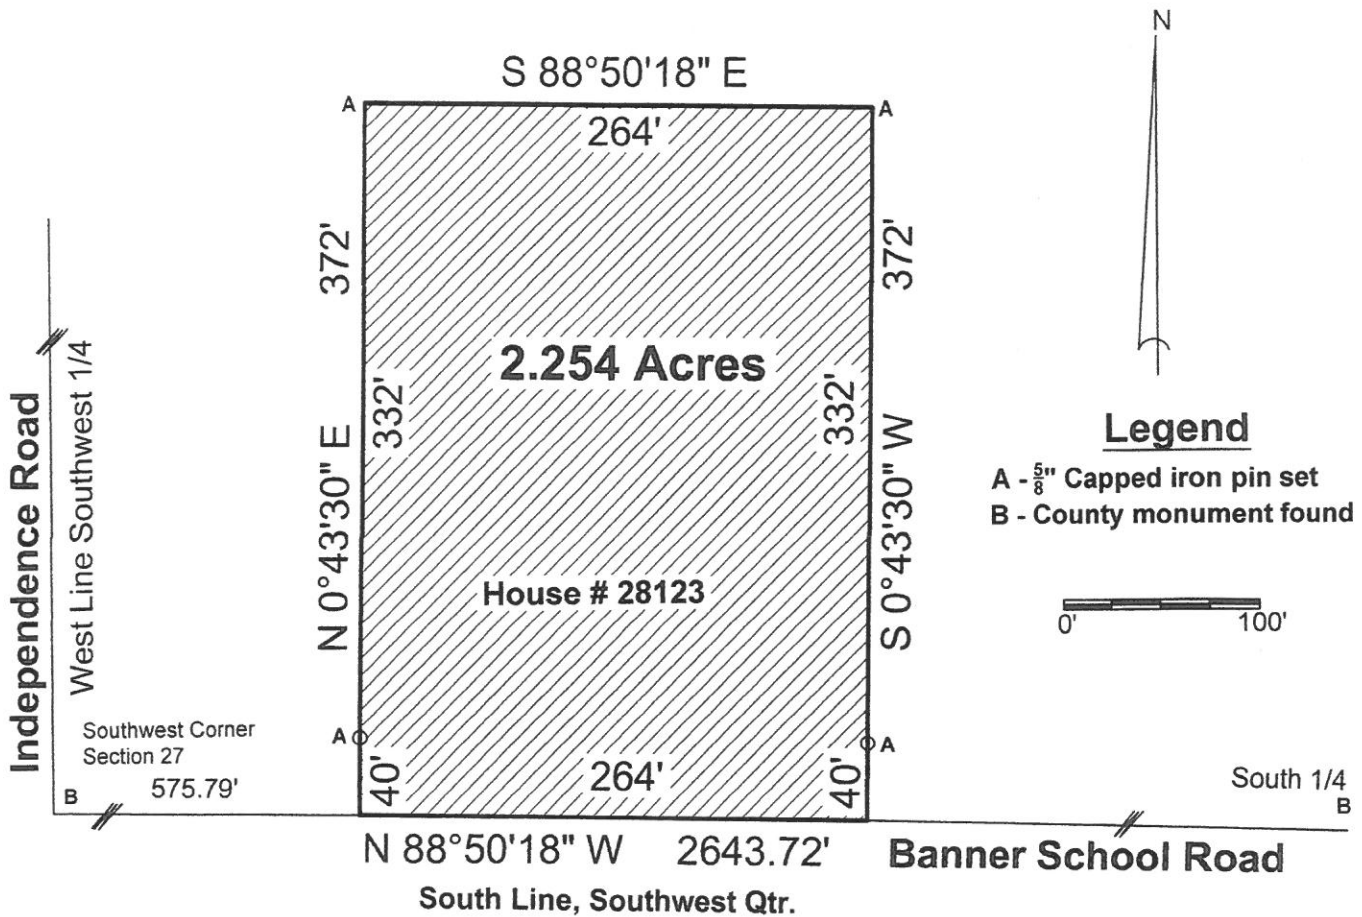 N
S 88°50'18" E
A
A
264'
372'
372'
2.254 Acres
332'
332'
N 0°43'30" E
S 0°43'30" W
Independence Road
West Line Southwest 1/4
Legend
A - 5/8" Capped iron pin set
B - County monument found
House # 28123
0'
100'
Southwest Corner
Section 27
575.79'
B
A
A
40'
264'
40'
South 1/4
B
N 88°50'18" W
2643.72'
Banner School Road
South Line, Southwest Qtr.